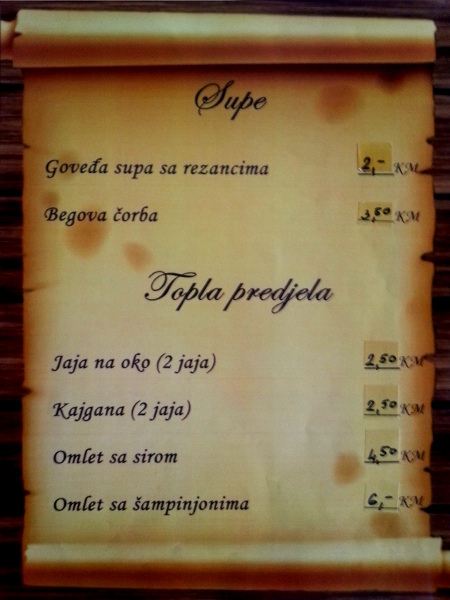 Supe
Goveđa supa sa rezancima 2,- KM
Begova čorba 3,50 KM
Topla predjela
Jaja na oko (2 jaja) 2,50 KM
Kajgana (2 jaja) 2,50 KM
Omlet sa sirom 4,50 KM
Omlet sa šampinjonima 6,- KM